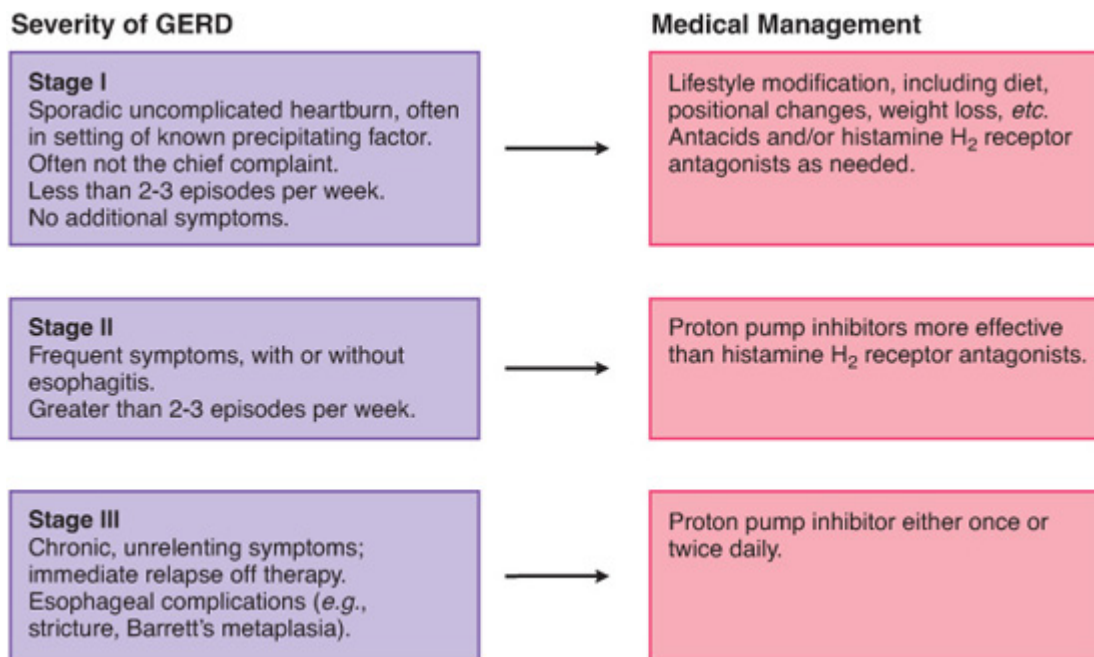 Severity of GERD
Medical Management
Stage I
Sporadic uncomplicated heartburn, often
in setting of known precipitating factor.
Often not the chief complaint.
Less than 2-3 episodes per week.
No additional symptoms.
Lifestyle modification, including diet,
positional changes, weight loss, etc.
Antacids and/or histamine H₂ receptor
antagonists as needed.
Stage II
Frequent symptoms, with or without
esophagitis.
Greater than 2-3 episodes per week.
Proton pump inhibitors more effective
than histamine H₂ receptor antagonists.
Stage III
Chronic, unrelenting symptoms;
immediate relapse off therapy.
Esophageal complications (e.g.,
stricture, Barrett's metaplasia).
Proton pump inhibitor either once or
twice daily.